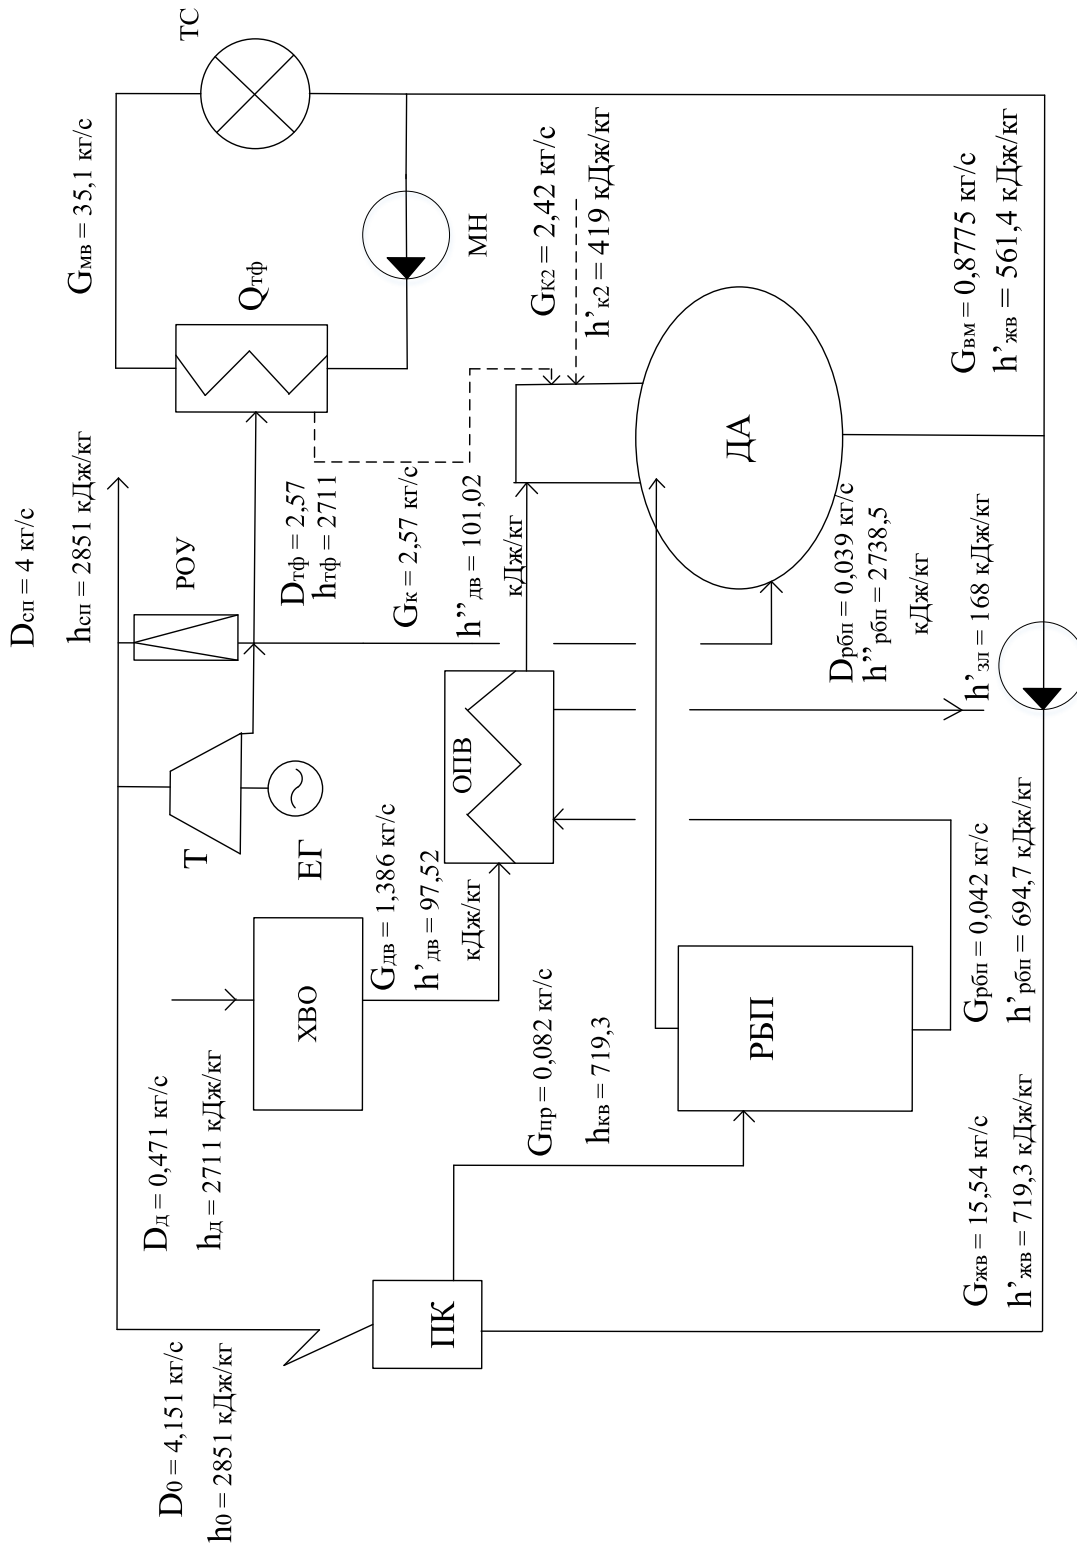 D0 = 4,151 кг/с
h0 = 2851 кДж/кг
Dд = 0,471 кг/с
hд = 2711 кДж/кг
Dсп = 4 кг/с
hсп = 2851 кДж/кг
РОУ
Т
ЕГ
Gмв = 35,1 кг/с
ТС
Qтф
МН
Dтф = 2,57
hтф = 2711
Gк = 2,57 кг/с
h’’дв = 101,02
кДж/кг
Gк2 = 2,42 кг/с
h’к2 = 419 кДж/кг
ХВО
Gдв = 1,386 кг/с
h’дв = 97,52
кДж/кг
ОПВ
ДА
ПК
Gпр = 0,082 кг/с
hкв = 719,3
РБП
Dрбп = 0,039 кг/с
h’’рбп = 2738,5
кДж/кг
h’зл = 168 кДж/кг
Gвм = 0,8775 кг/с
h’жв = 561,4 кДж/кг
Gрбп = 0,042 кг/с
h’рбп = 694,7 кДж/кг
Gжв = 15,54 кг/с
h’жв = 719,3 кДж/кг